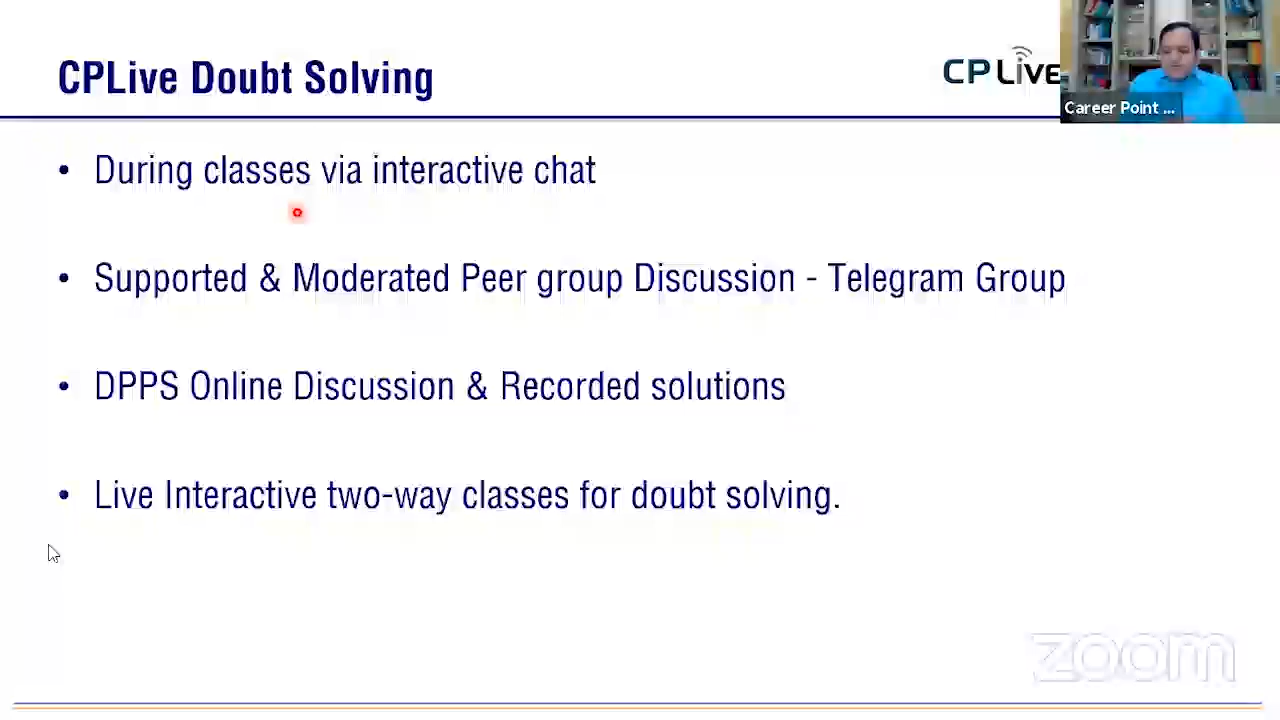 CPLive Doubt Solving
CP Live
Career Point ...
• During classes via interactive chat
• Supported & Moderated Peer group Discussion - Telegram Group
• DPPS Online Discussion & Recorded solutions
• Live Interactive two-way classes for doubt solving.
zoom